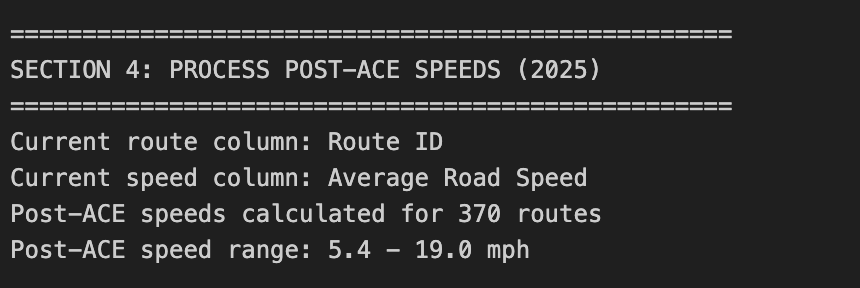 ==================================================
SECTION 4: PROCESS POST-ACE SPEEDS (2025)
==================================================
Current route column: Route ID
Current speed column: Average Road Speed
Post-ACE speeds calculated for 370 routes
Post-ACE speed range: 5.4 - 19.0 mph